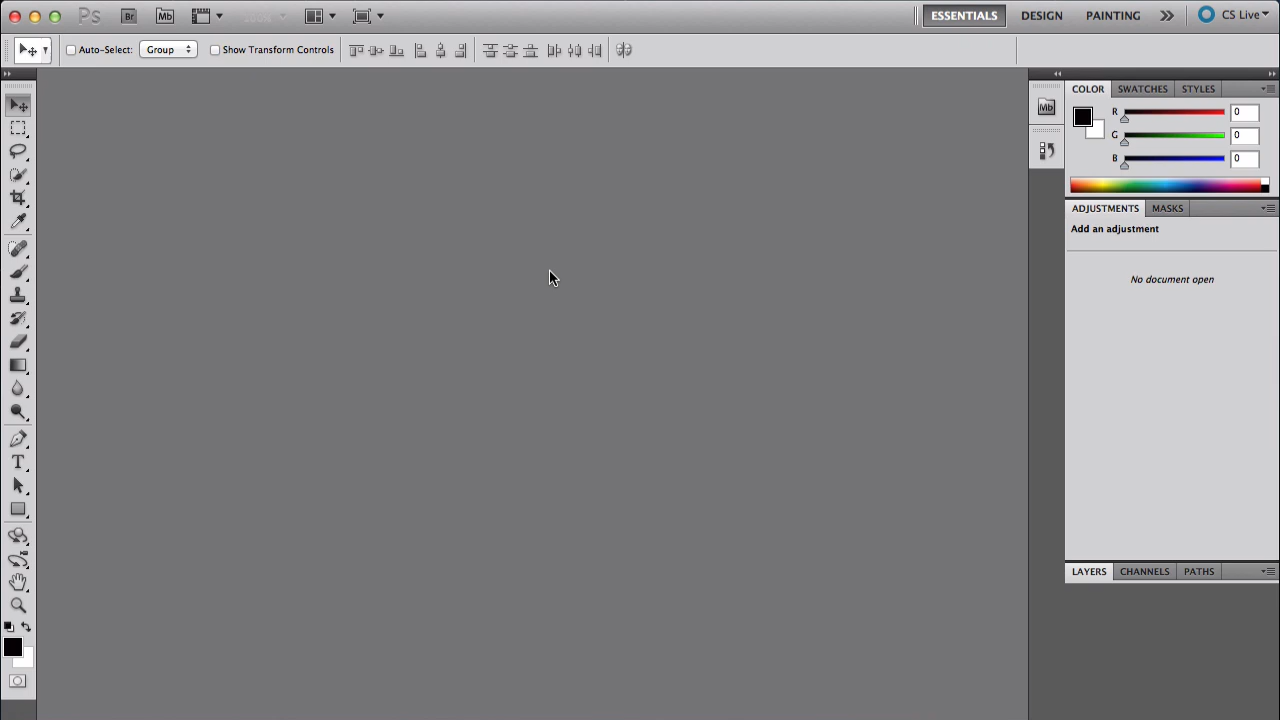 Ps Br Mb ESSENTIALS DESIGN PAINTING CS Live
Auto-Select: Group Show Transform Controls
Mb
COLOR SWATCHES STYLES
R 0
G 0
B 0
ADJUSTMENTS MASKS
Add an adjustment
No document open
T
LAYERS CHANNELS PATHS